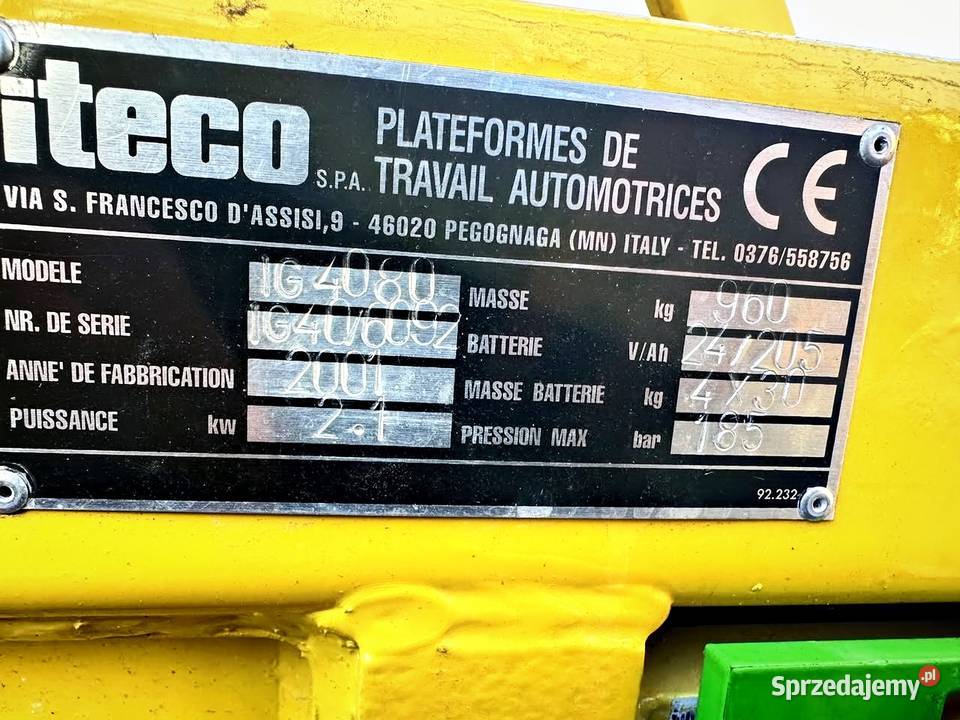 iteco S.P.A.
PLATEFORMES DE
TRAVAIL AUTOMOTRICES
CE
VIA S. FRANCESCO D'ASSISI,9 - 46020 PEGOGNAGA (MN) ITALY - TEL. 0376/558756
MODELE IG 4080
NR. DE SERIE IG40/6092
ANNE' DE FABBRICATION 2001
PUISSANCE kw 2.1
MASSE kg 960
BATTERIE V/Ah 24/205
MASSE BATTERIE kg 4X30
PRESSION MAX bar 185
92.232
Sprzedajemy.pl